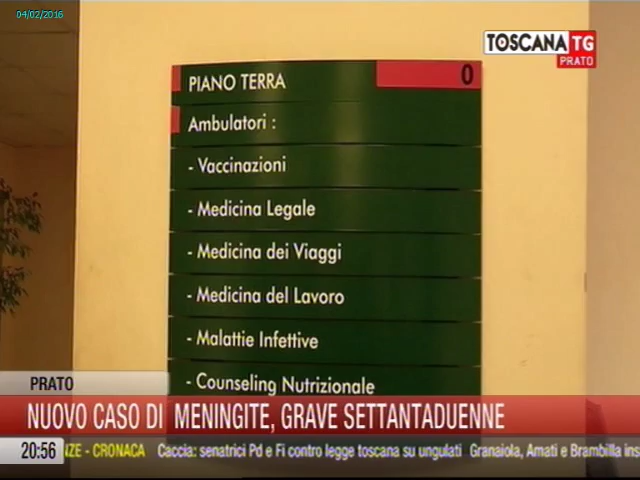 04/02/2016
TOSCANA TG
PRATO
PIANO TERRA 0
Ambulatori :
- Vaccinazioni
- Medicina Legale
- Medicina dei Viaggi
- Medicina del Lavoro
- Malattie Infettive
- Counseling Nutrizionale
PRATO
NUOVO CASO DI MENINGITE, GRAVE SETTANTADUENNE
20:56 NZE - CRONACA Caccia: senatrici Pd e Fi contro legge toscana su ungulati Granaiola, Amati e Brambilla ins